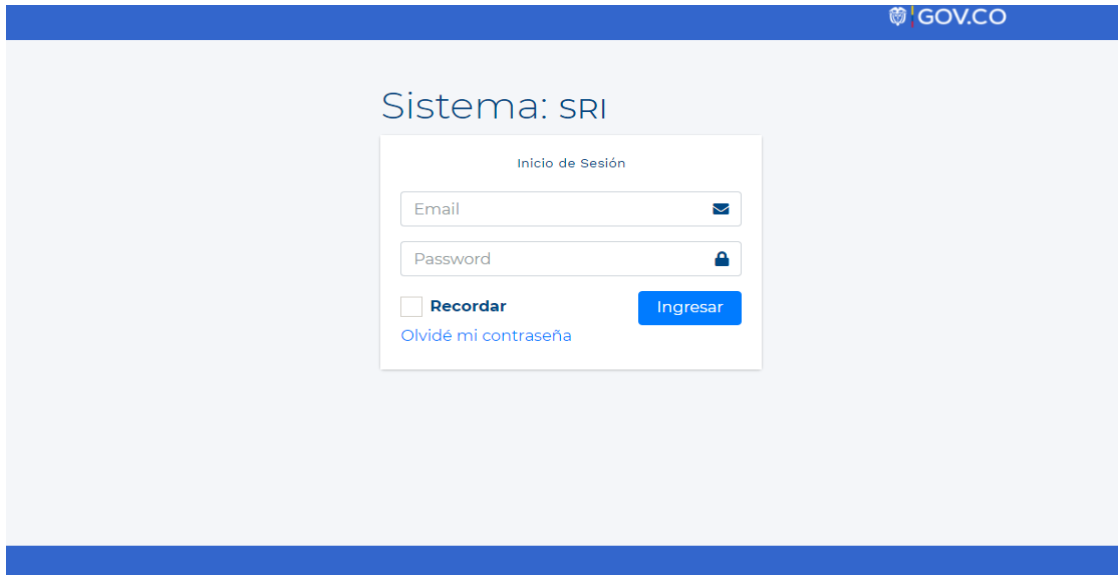 GOV.CO
Sistema: SRI
Inicio de Sesión
Email
Password
Recordar
Ingresar
Olvidé mi contraseña